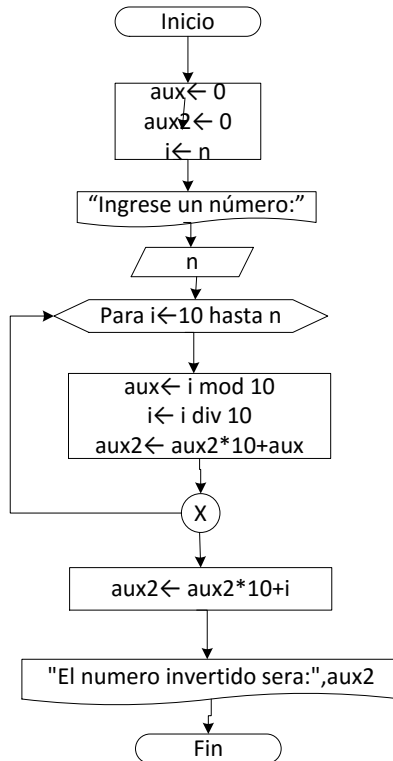 Inicio
aux← 0
aux2← 0
i← n
“Ingrese un número:”
n
Para i←10 hasta n
aux← i mod 10
i← i div 10
aux2← aux2*10+aux
X
aux2← aux2*10+i
"El numero invertido sera:",aux2
Fin